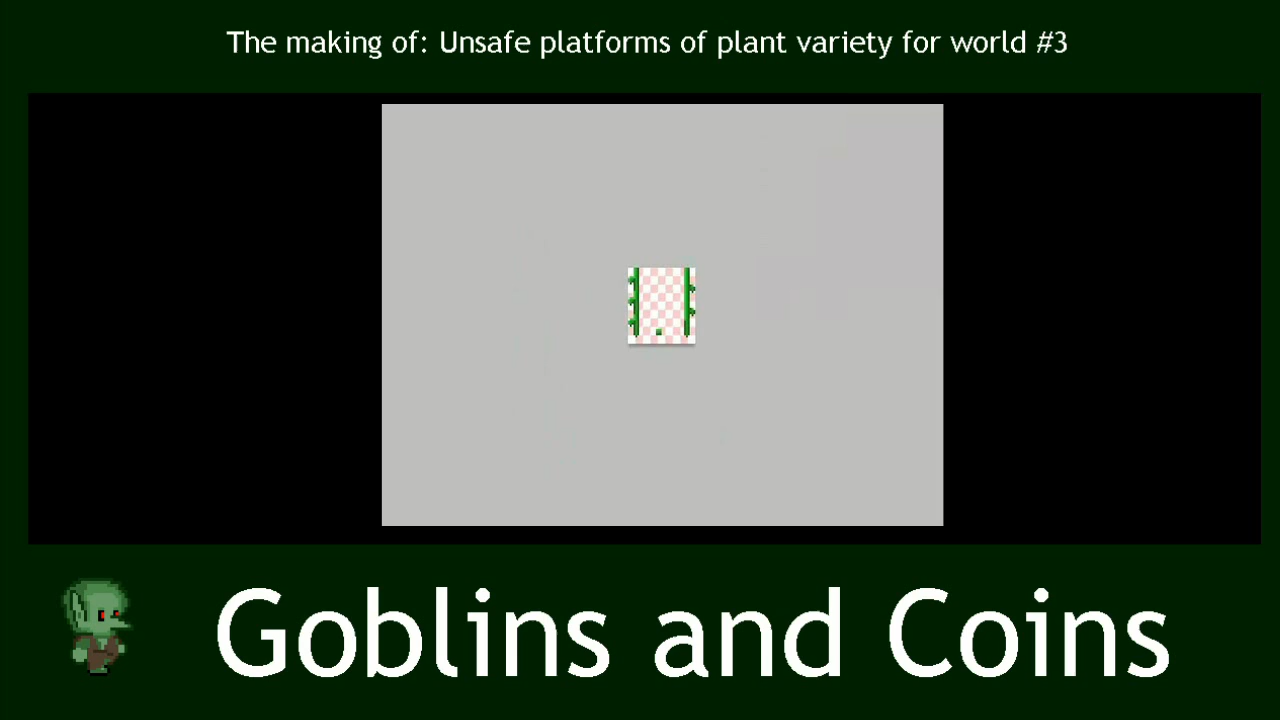 The making of: Unsafe platforms of plant variety for world #3
Goblins and Coins